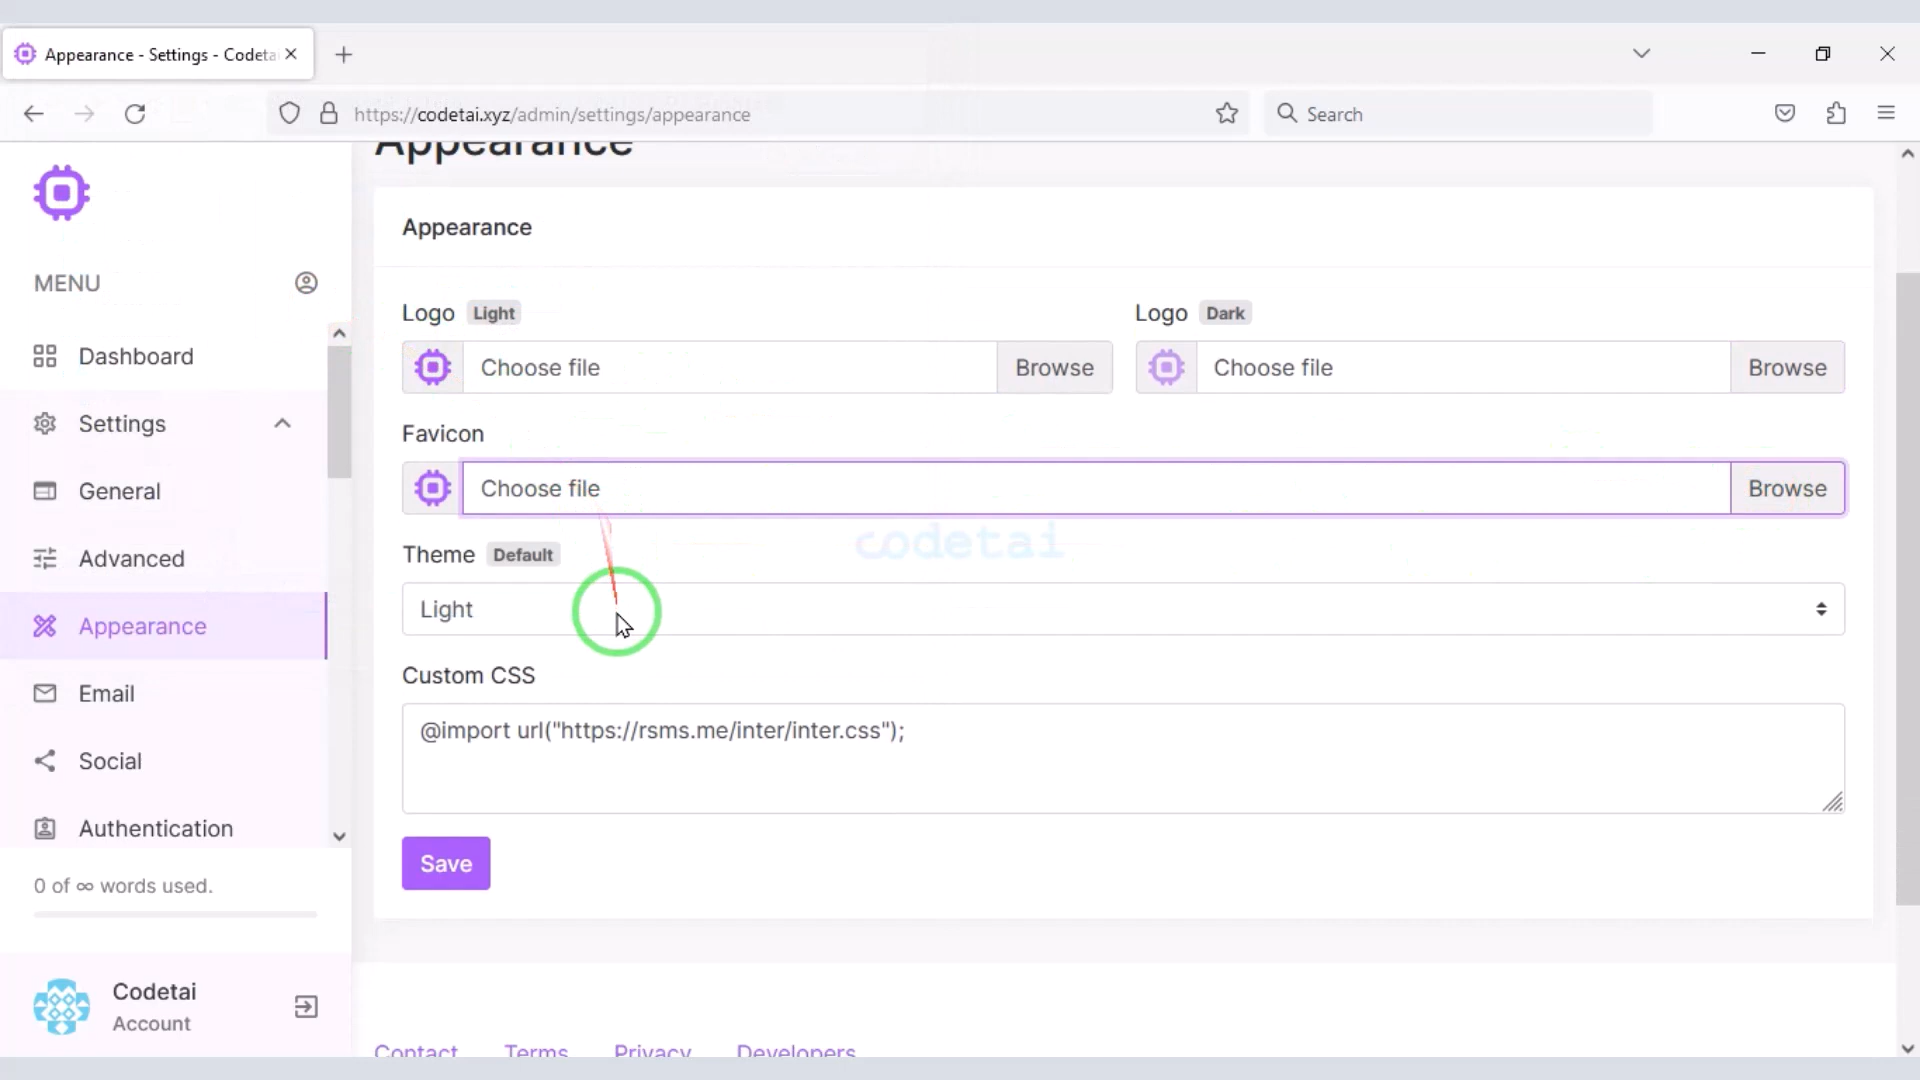 Appearance - Settings - Codeta
https://codetai.xyz/admin/settings/appearance
Search
Appearance
MENU
Dashboard
Settings
General
Advanced
Appearance
Email
Social
Authentication
0 of ∞ words used.
Codetai
Account
Appearance
Logo Light
Choose file
Browse
Logo Dark
Choose file
Browse
Favicon
Choose file
Browse
codetai
Theme Default
Light
Custom CSS
@import url("https://rsms.me/inter/inter.css");
Save
Contact
Terms
Privacy
Developers